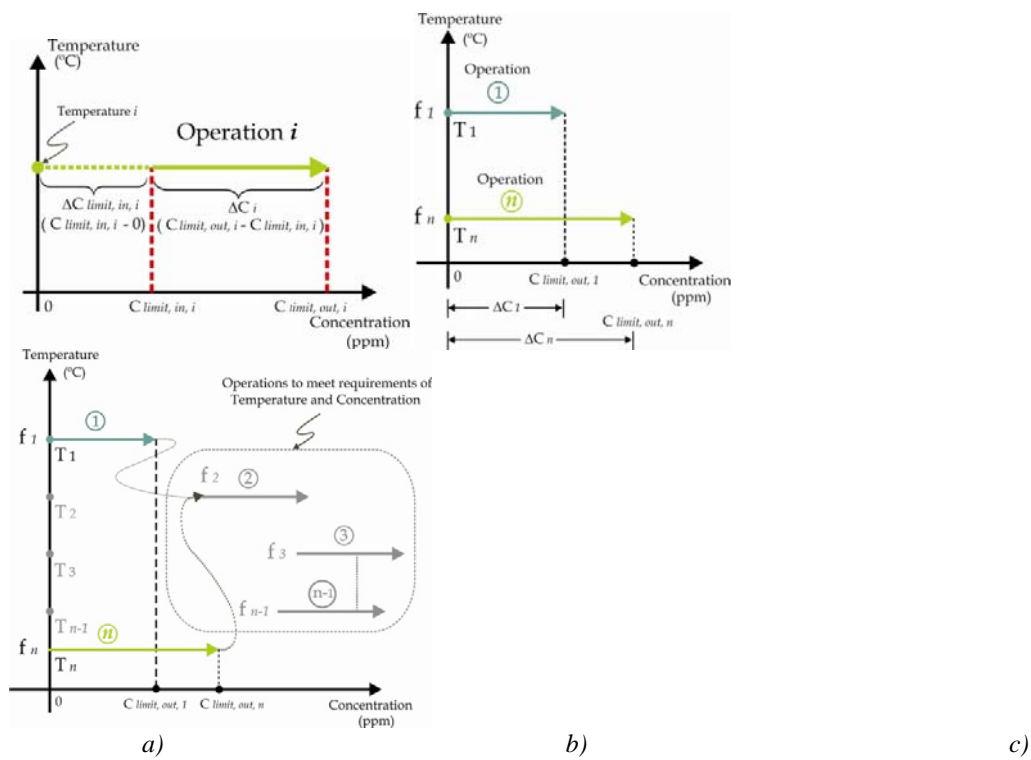 Temperature
(ºC)
Temperature i
Operation i
ΔC limit, in, i
( C limit, in, i - 0)
ΔC i
( C limit, out, i - C limit, in, i )
0
C limit, in, i
C limit, out, i
Concentration
(ppm)
Temperature
(ºC)
Operation
1
f 1
T 1
Operation
n
f n
T n
0
C limit, out, 1
Concentration
(ppm)
ΔC 1
C limit, out, n
ΔC n
Temperature
(ºC)
Operations to meet requirements of
Temperature and Concentration
f 1
1
T 1
f 2
2
T 2
3
f 3
T 3
n-1
f n-1
T n-1
n
f n
T n
0
C limit, out, 1
C limit, out, n
Concentration
(ppm)
a)
b)
c)